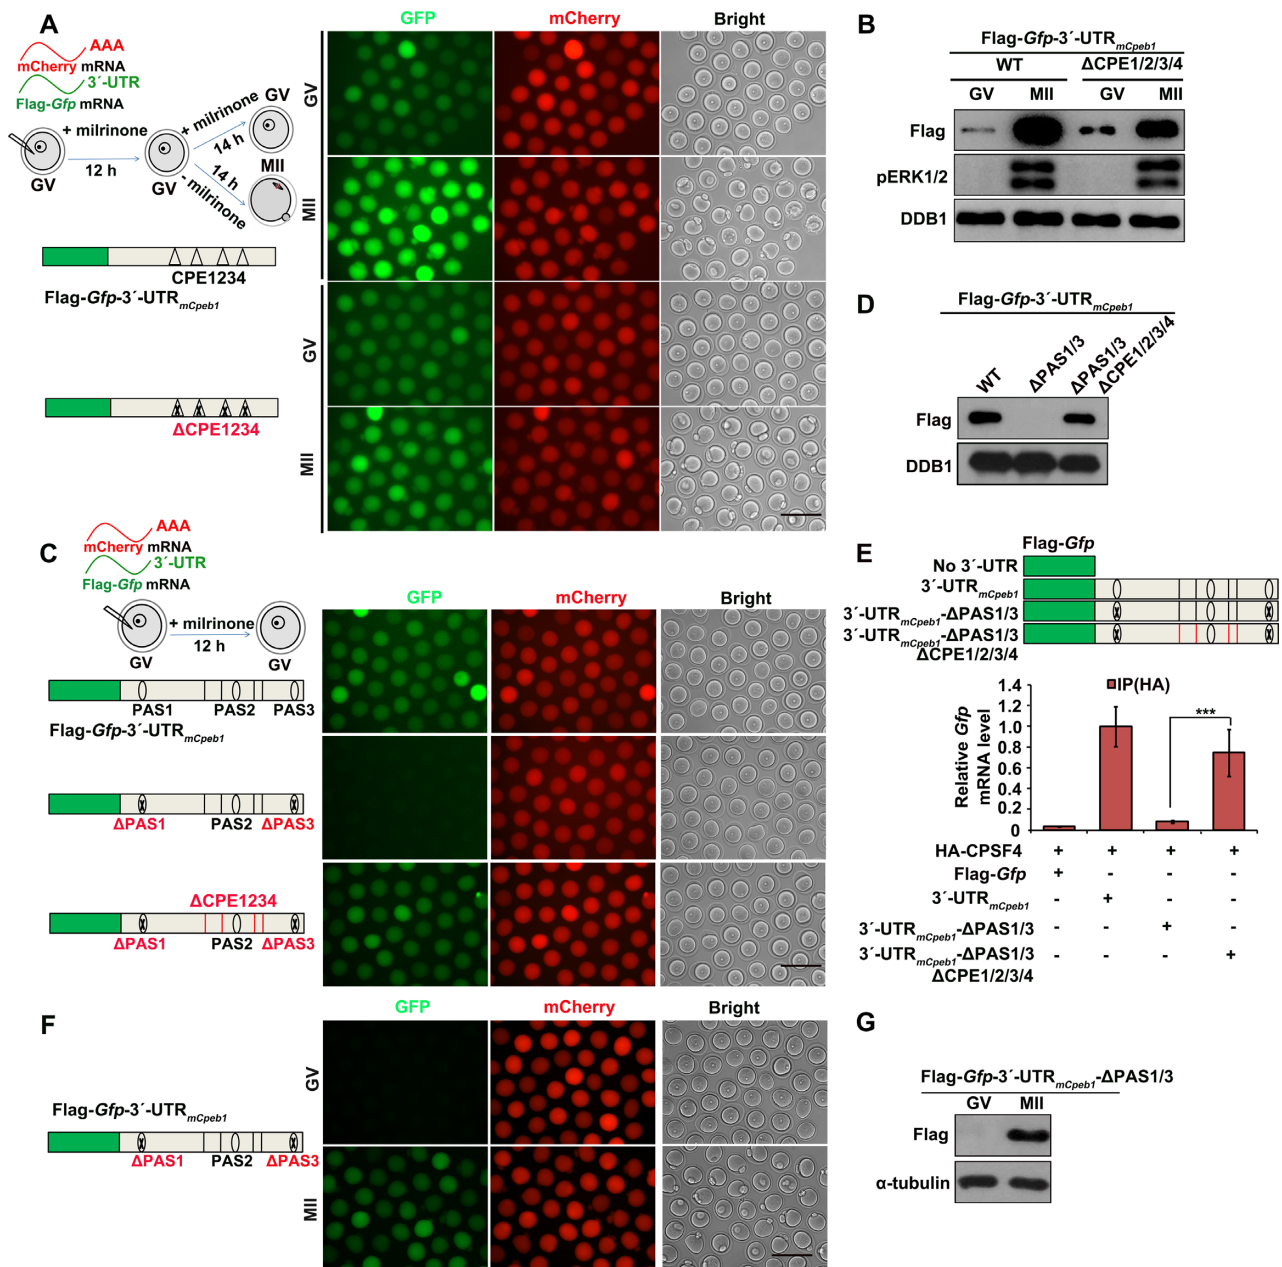 A
GFP
mCherry
Bright
AAA
mCherry mRNA
3´-UTR
Flag-Gfp mRNA
+ milrinone
12 h
GV
GV
+ milrinone
14 h
GV
14 h
- milrinone
MII
CPE1234
Flag-Gfp-3´-UTRmCpeb1
ΔCPE1234
GV
MII
GV
MII
B
Flag-Gfp-3´-UTRmCpeb1
WT
ΔCPE1/2/3/4
GV
MII
GV
MII
Flag
pERK1/2
DDB1
D
Flag-Gfp-3´-UTRmCpeb1
WT
ΔPAS1/3
ΔPAS1/3
ΔCPE1/2/3/4
Flag
DDB1
C
AAA
mCherry mRNA
3´-UTR
Flag-Gfp mRNA
+ milrinone
12 h
GV
GV
GFP
mCherry
Bright
PAS1
PAS2
PAS3
Flag-Gfp-3´-UTRmCpeb1
ΔPAS1
PAS2
ΔPAS3
ΔCPE1234
ΔPAS1
PAS2
ΔPAS3
E
Flag-Gfp
No 3´-UTR
3´-UTRmCpeb1
3´-UTRmCpeb1-ΔPAS1/3
3´-UTRmCpeb1-ΔPAS1/3
ΔCPE1/2/3/4
IP(HA)
***
Relative Gfp
mRNA level
1.4
1.2
1.0
0.8
0.6
0.4
0.2
0
HA-CPSF4 + + + +
Flag-Gfp + - - -
3´-UTRmCpeb1 - + - -
3´-UTRmCpeb1-ΔPAS1/3 - - + -
3´-UTRmCpeb1-ΔPAS1/3 - - - +
ΔCPE1/2/3/4
F
GFP
mCherry
Bright
GV
MII
Flag-Gfp-3´-UTRmCpeb1
ΔPAS1
PAS2
ΔPAS3
G
Flag-Gfp-3´-UTRmCpeb1-ΔPAS1/3
GV
MII
Flag
α-tubulin